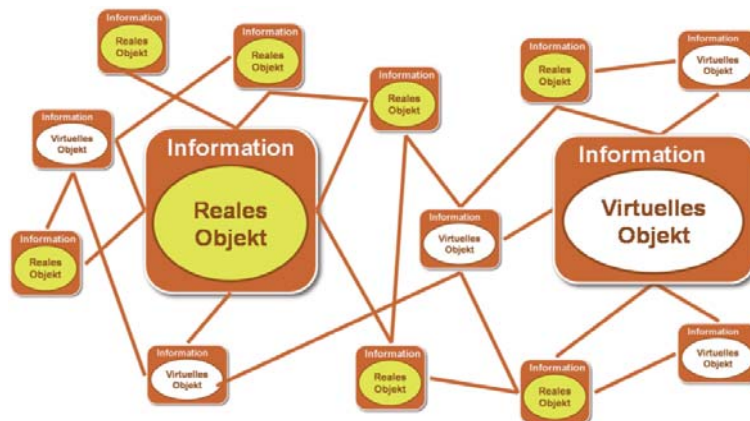 Information
Reales
Objekt
Information
Reales
Objekt
Information
Reales
Objekt
Information
Reales
Objekt
Information
Virtuelles
Objekt
Information
Virtuelles
Objekt
Information
Reales
Objekt
Information
Virtuelles
Objekt
Information
Virtuelles
Objekt
Information
Reales
Objekt
Information
Virtuelles
Objekt
Information
Reales
Objekt
Information
Reales
Objekt
Information
Virtuelles
Objekt